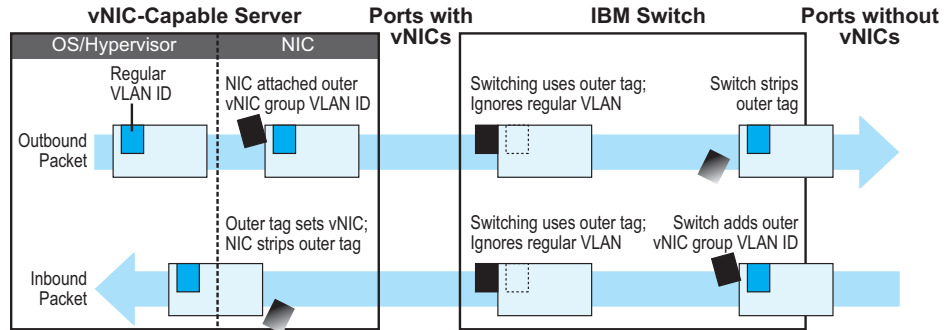 vNIC-Capable Server
Ports with
vNICs
IBM Switch
Ports without
vNICs
OS/Hypervisor
NIC
Regular
VLAN ID
NIC attached outer
vNIC group VLAN ID
Switching uses outer tag;
Ignores regular VLAN
Switch strips
outer tag
Outbound
Packet
Outer tag sets vNIC;
NIC strips outer tag
Switching uses outer tag;
Ignores regular VLAN
Switch adds outer
vNIC group VLAN ID
Inbound
Packet